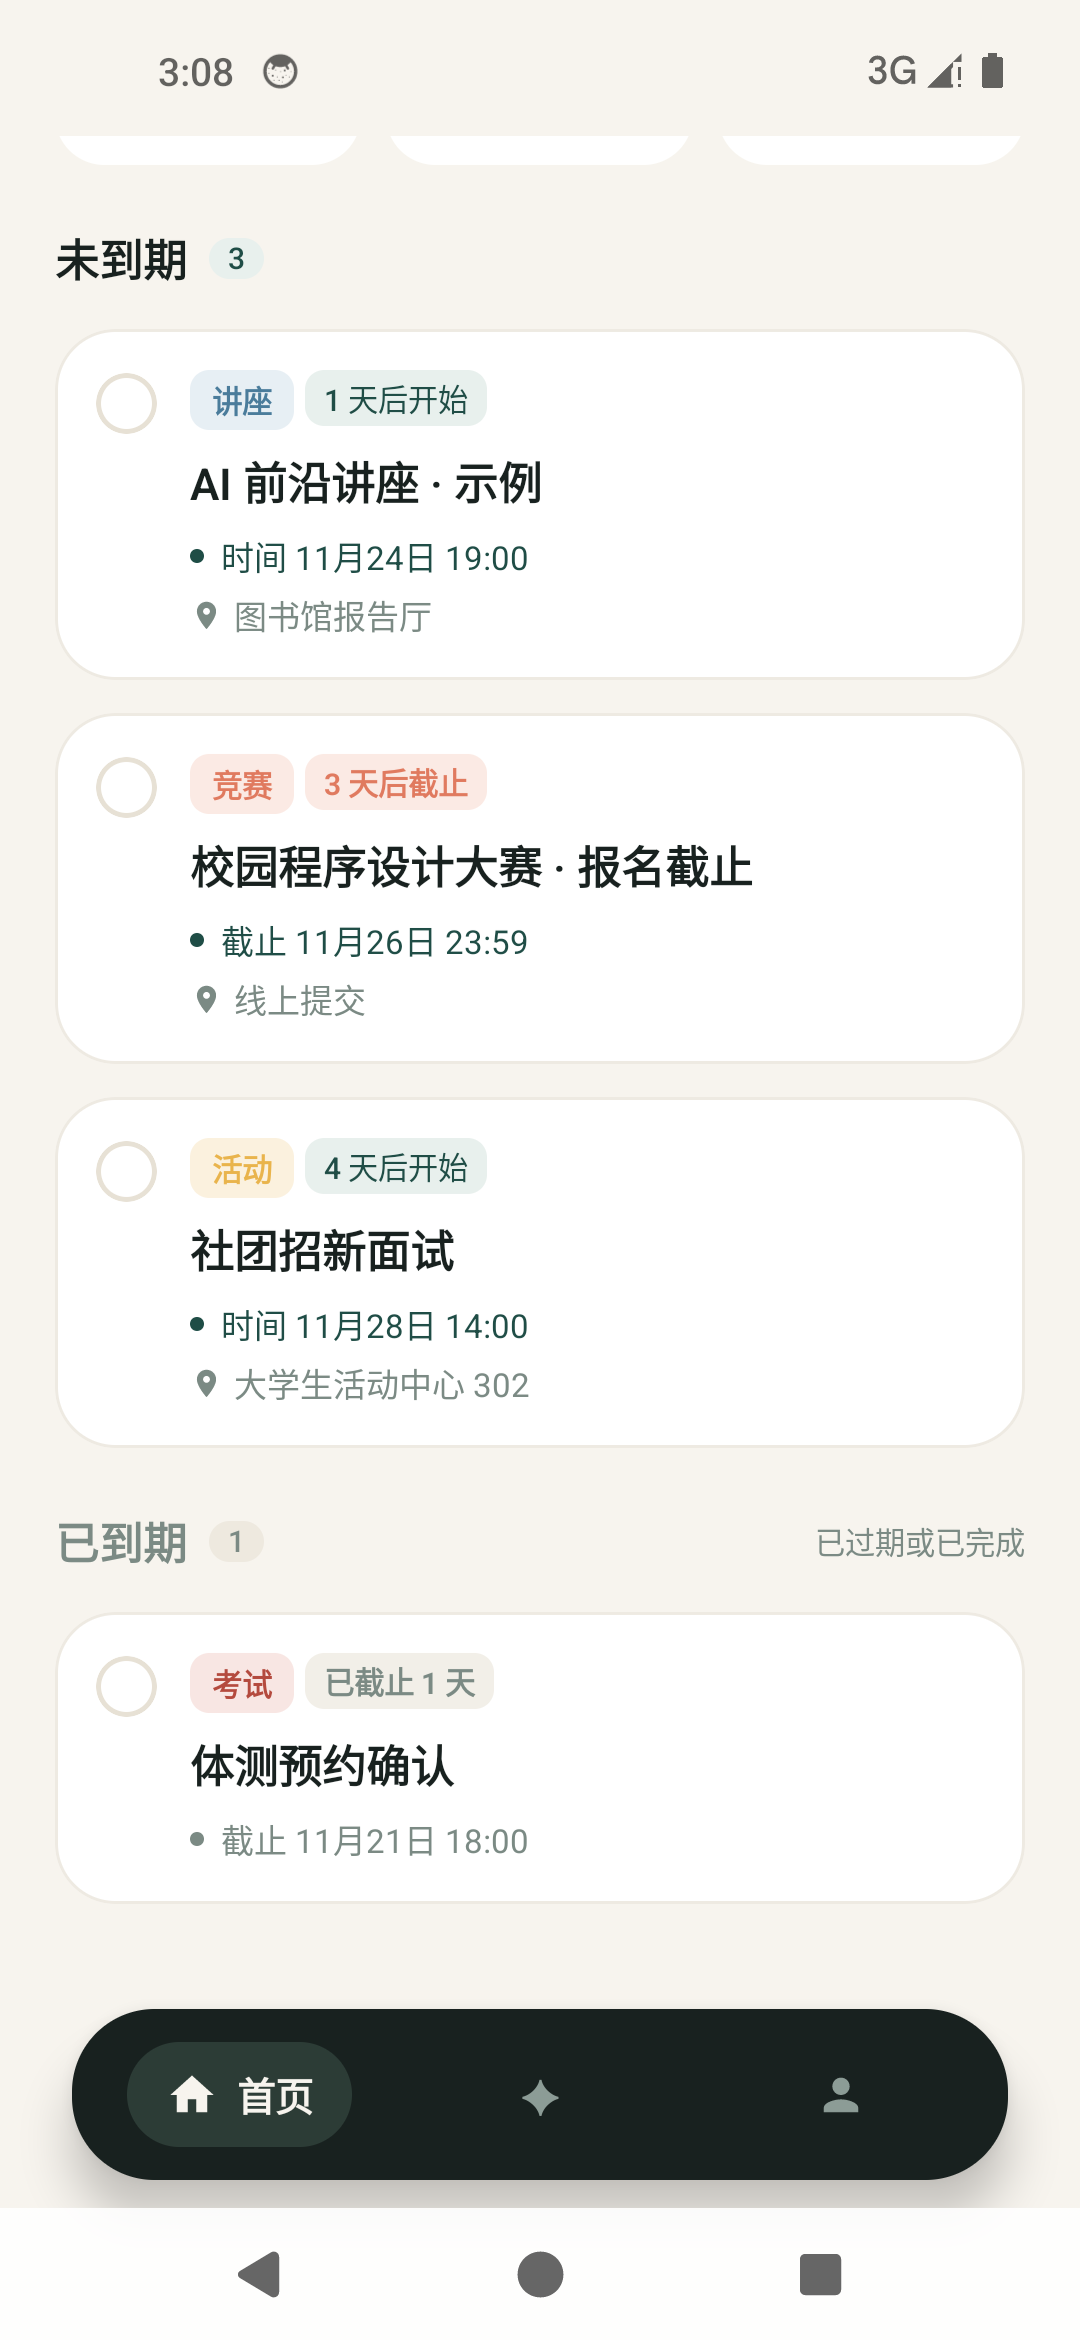 3:08
3G
未到期 3
讲座 1 天后开始
AI 前沿讲座 · 示例
时间 11月24日 19:00
图书馆报告厅
竞赛 3 天后截止
校园程序设计大赛 · 报名截止
截止 11月26日 23:59
线上提交
活动 4 天后开始
社团招新面试
时间 11月28日 14:00
大学生活动中心 302
已到期 1 已过期或已完成
考试 已截止 1 天
体测预约确认
截止 11月21日 18:00
首页